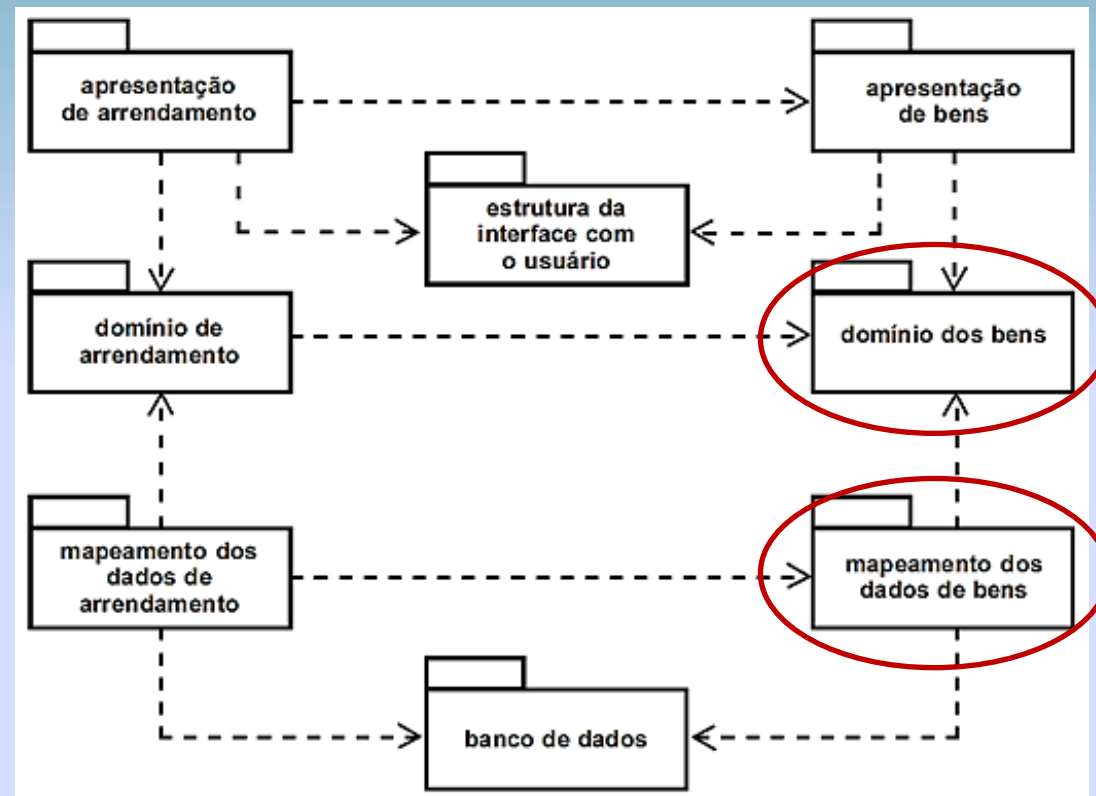 apresentação
de arrendamento
apresentação
de bens
estrutura da
interface com
o usuário
domínio de
arrendamento
domínio dos bens
mapeamento dos
dados de
arrendamento
mapeamento dos
dados de bens
banco de dados